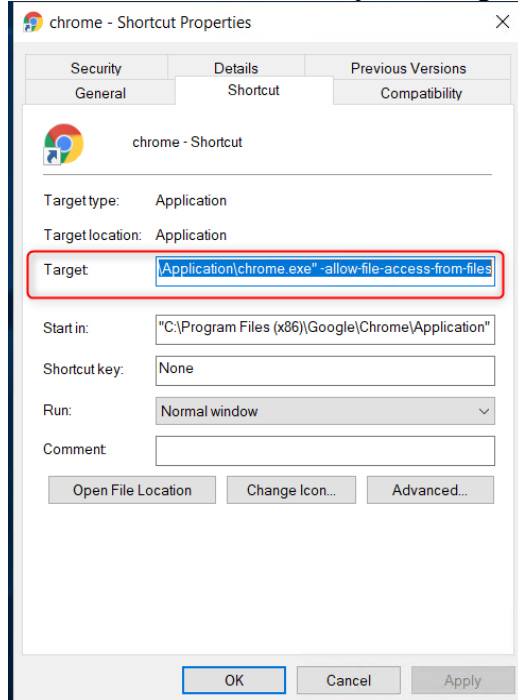 chrome - Shortcut Properties
Security Details Previous Versions
General Shortcut Compatibility
chrome - Shortcut
Target type: Application
Target location: Application
Target: \Application\chrome.exe" -allow-file-access-from-files
Start in: "C:\Program Files (x86)\Google\Chrome\Application"
Shortcut key: None
Run: Normal window
Comment:
Open File Location Change Icon... Advanced...
OK Cancel Apply